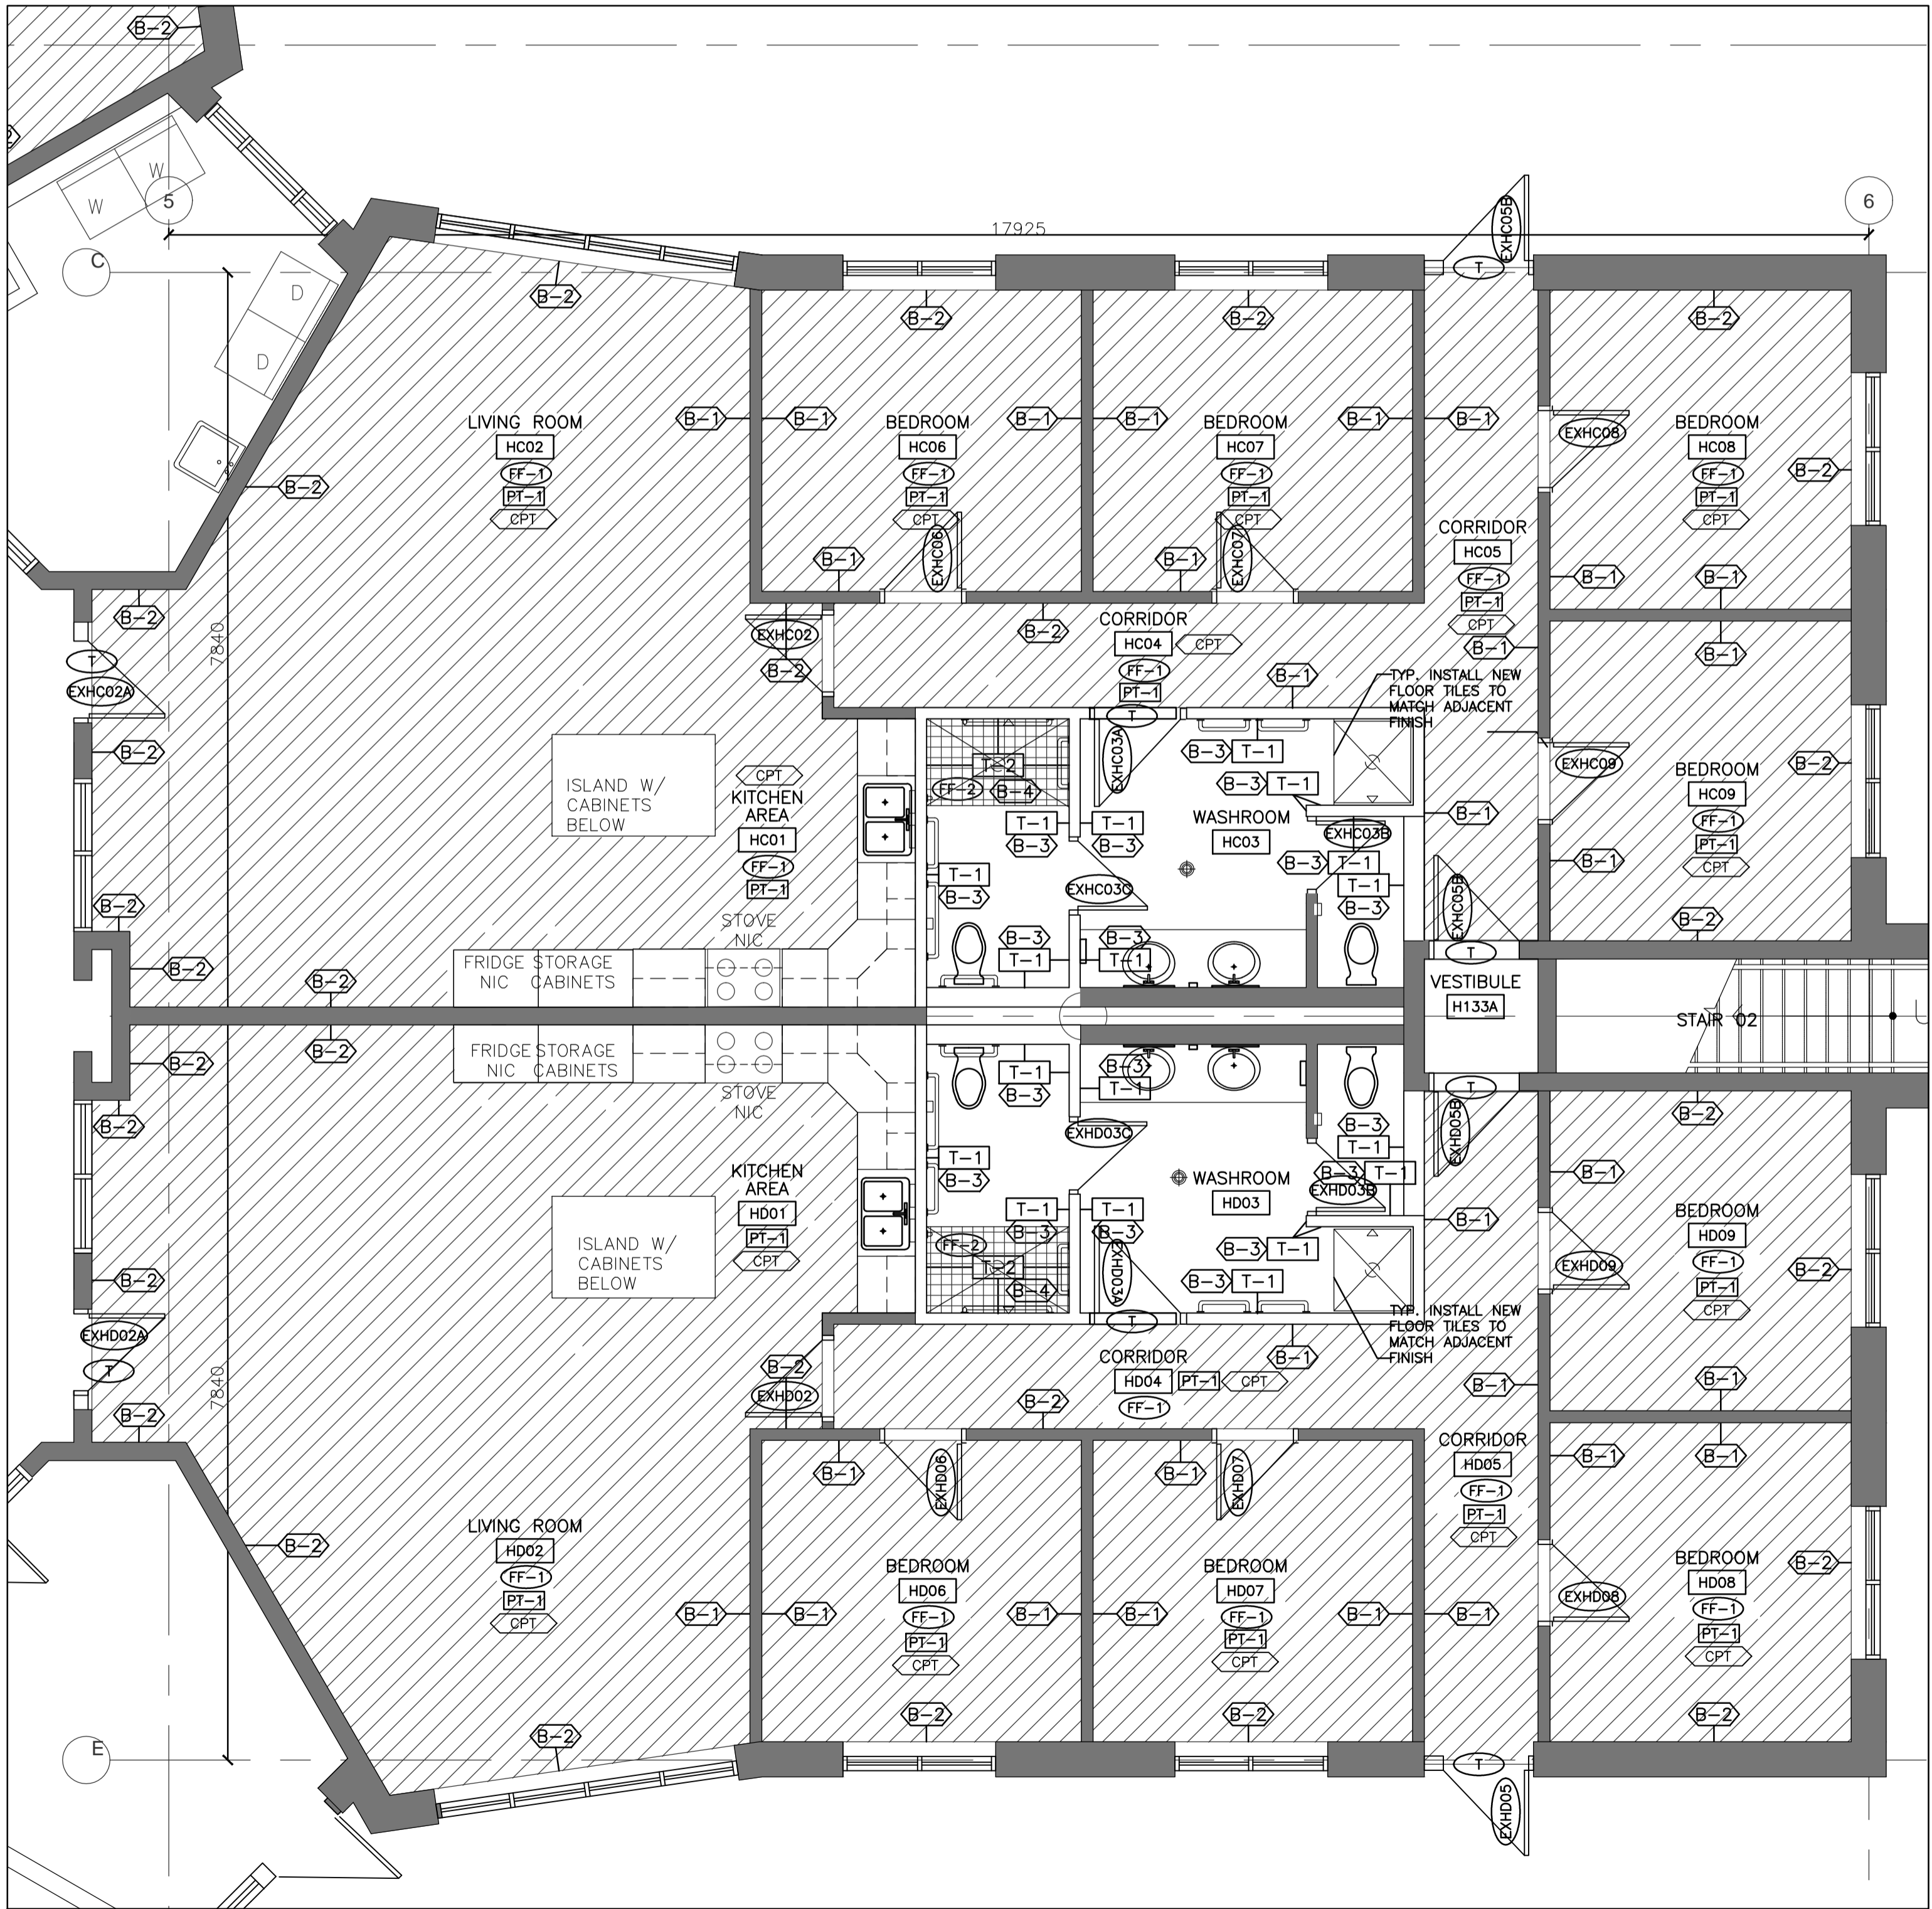 B-2
W
W
5
6
17925
EXHC05B
T
C
D
D
B-2
B-2
B-2
B-2
LIVING ROOM
HC02
FF-1
PT-1
CPT
B-2
B-1
B-1
BEDROOM
HC06
FF-1
PT-1
CPT
EXHC06
B-1
B-1
B-1
BEDROOM
HC07
FF-1
PT-1
CPT
EXHC07
B-1
B-1
B-1
EXHC08
BEDROOM
HC08
FF-1
PT-1
CPT
B-2
B-1
B-1
CORRIDOR
HC05
FF-1
PT-1
CPT
B-1
7840
B-2
T
EXHC02A
B-2
EXHC02
B-2
B-2
CORRIDOR
HC04
CPT
FF-1
PT-1
T
B-1
TYP. INSTALL NEW
FLOOR TILES TO
MATCH ADJACENT
FINISH
B-1
EXHC09
BEDROOM
HC09
FF-1
PT-1
CPT
B-2
B-1
B-2
ISLAND W/
CABINETS
BELOW
CPT
KITCHEN
AREA
HC01
FF-1
PT-1
T-2
FF-2
B-4
EXHC03A
B-3
T-1
B-3
T-1
T-1
T-1
B-3
B-3
WASHROOM
HC03
EXHC03B
B-3
T-1
T-1
B-3
B-1
T-1
B-3
EXHC03C
EXHC05B
T
B-2
B-2
B-2
STOVE
NIC
FRIDGE
NIC
STORAGE
CABINETS
B-3
T-1
B-3
T-1
VESTIBULE
H133A
STAIR 02
B-2
B-2
FRIDGE
NIC
STORAGE
CABINETS
STOVE
NIC
T-1
B-3
B-3
T-1
T
EXHD05B
B-2
B-2
EXHD03C
B-3
T-1
B-3
T-1
EXHD03B
T-1
B-3
WASHROOM
HD03
KITCHEN
AREA
HD01
PT-1
CPT
ISLAND W/
CABINETS
BELOW
T-1
B-3
T-1
B-3
FF-2
T-2
B-4
EXHD03A
T
B-3
T-1
B-3
T-1
B-1
B-1
BEDROOM
HD09
FF-1
PT-1
CPT
B-2
EXHD09
B-2
EXHD02A
T
TYP. INSTALL NEW
FLOOR TILES TO
MATCH ADJACENT
FINISH
B-2
EXHD02
CORRIDOR
HD04
PT-1
CPT
FF-1
B-1
B-1
B-1
7840
B-2
B-2
B-1
B-1
EXHD06
EXHD07
CORRIDOR
HD05
FF-1
PT-1
CPT
B-1
B-1
LIVING ROOM
HD02
FF-1
PT-1
CPT
B-2
B-1
B-1
BEDROOM
HD06
FF-1
PT-1
CPT
B-1
B-1
BEDROOM
HD07
FF-1
PT-1
CPT
B-1
B-1
EXHD08
BEDROOM
HD08
FF-1
PT-1
CPT
B-2
B-2
B-2
B-2
B-2
E
T
EXHD05